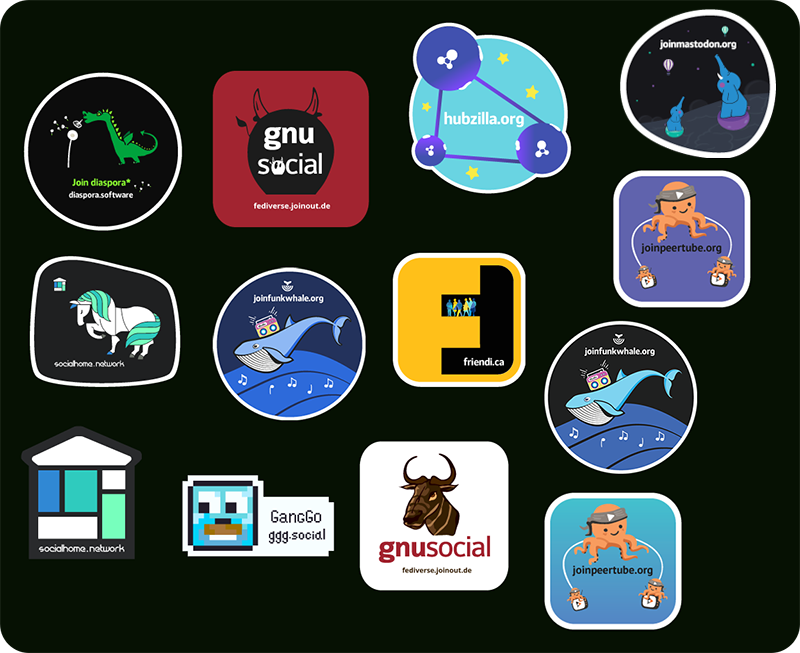 Join diaspora*
diaspora.software
gnu
social
fediverse.joinout.de
hubzilla.org
joinmastodon.org
joinpeertube.org
socialhome.network
joinfunkwhale.org
friendi.ca
joinfunkwhale.org
socialhome.network
GangGo
ggg.social
gnusocial
fediverse.joinout.de
joinpeertube.org